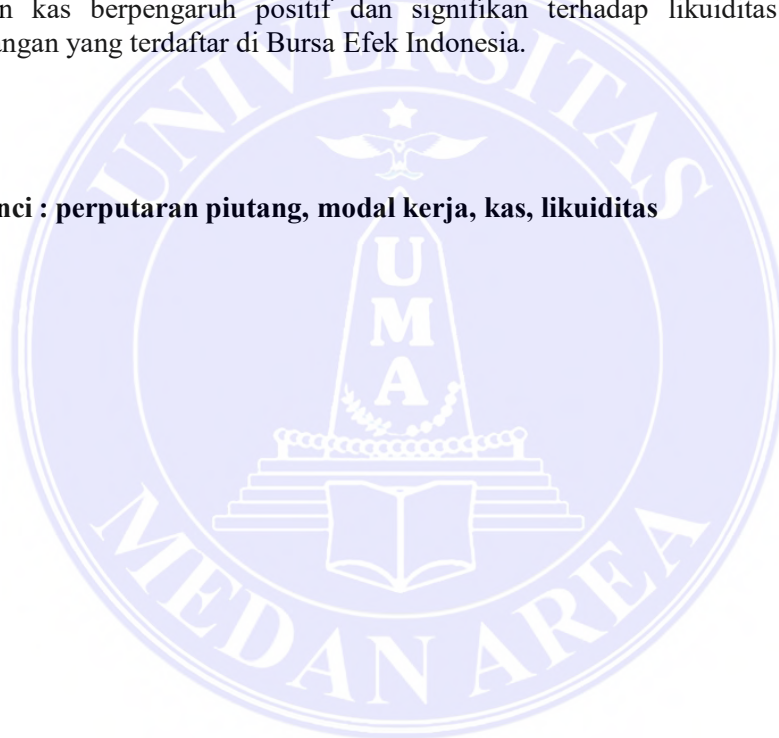 n kas berpengaruh positif dan signifikan terhadap likuiditas
angan yang terdaftar di Bursa Efek Indonesia.
nci : perputaran piutang, modal kerja, kas, likuiditas
UNIVERSITAS
UMA
MEDAN AREA